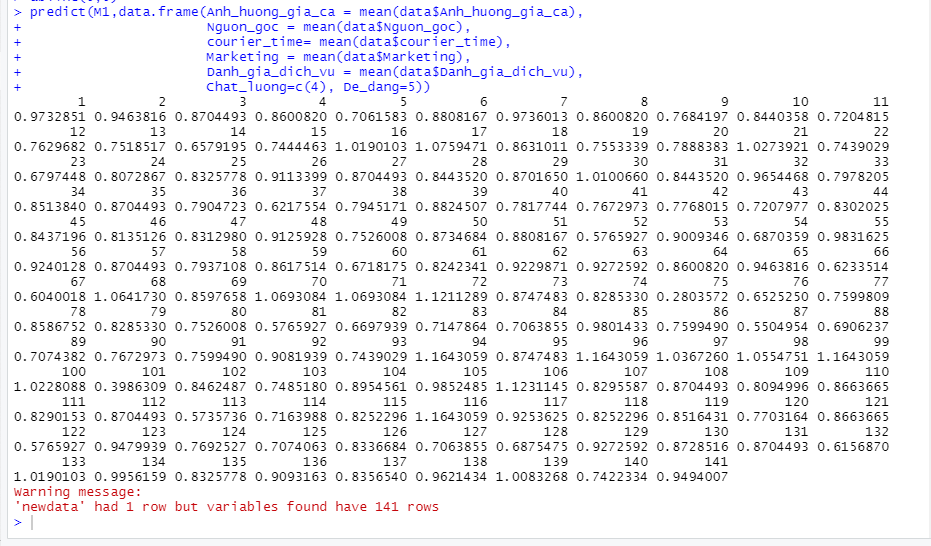 > predict(M1,data.frame(Anh_huong_gia_ca = mean(data$Anh_huong_gia_ca),
+ Nguon_goc = mean(data$Nguon_goc),
+ courier_time= mean(data$courier_time),
+ Marketing = mean(data$Marketing),
+ Danh_gia_dich_vu = mean(data$Danh_gia_dich_vu),
+ Chat_luong=c(4), De_dang=5))
1 2 3 4 5 6 7 8 9 10 11
0.9732851 0.9463816 0.8704493 0.8600820 0.7061583 0.8808167 0.9736013 0.8600820 0.7684197 0.8440358 0.7204815
12 13 14 15 16 17 18 19 20 21 22
0.7629682 0.7518517 0.6579195 0.7444463 1.0190103 1.0759471 0.8631011 0.7553339 0.7888383 1.0273921 0.7439029
23 24 25 26 27 28 29 30 31 32 33
0.6797448 0.8072867 0.8325778 0.9113399 0.8704493 0.8443520 0.8701650 1.0100660 0.8443520 0.9654468 0.7978205
34 35 36 37 38 39 40 41 42 43 44
0.8513840 0.8704493 0.7904723 0.6217554 0.7945171 0.8824507 0.7817744 0.7672973 0.7768015 0.7207977 0.8302025
45 46 47 48 49 50 51 52 53 54 55
0.8437196 0.8135126 0.8312980 0.9125928 0.7526008 0.8734684 0.8808167 0.5765927 0.9009346 0.6870359 0.9831625
56 57 58 59 60 61 62 63 64 65 66
0.9240128 0.8704493 0.7937108 0.8617514 0.6718175 0.8242341 0.9229871 0.9272592 0.8600820 0.9463816 0.6233514
67 68 69 70 71 72 73 74 75 76 77
0.6040018 1.0641730 0.8597658 1.0693084 1.0693084 1.1211289 0.8747483 0.8285330 0.2803572 0.6525250 0.7599809
78 79 80 81 82 83 84 85 86 87 88
0.8586752 0.8285330 0.7526008 0.5765927 0.6697939 0.7147864 0.7063855 0.9801433 0.7599490 0.5504954 0.6906237
89 90 91 92 93 94 95 96 97 98 99
0.7074382 0.7672973 0.7599490 0.9081939 0.7439029 1.1643059 0.8747483 1.1643059 1.0367260 1.0554751 1.1643059
100 101 102 103 104 105 106 107 108 109 110
1.0228088 0.3986309 0.8462487 0.7485180 0.8954561 0.9852485 1.1231145 0.8295587 0.8704493 0.8094996 0.8663665
111 112 113 114 115 116 117 118 119 120 121
0.8290153 0.8704493 0.5735736 0.7163988 0.8252296 1.1643059 0.9253625 0.8252296 0.8516431 0.7703164 0.8663665
122 123 124 125 126 127 128 129 130 131 132
0.5765927 0.9479939 0.7692527 0.7074063 0.8336684 0.7063855 0.6875475 0.9272592 0.8728516 0.8704493 0.6156870
133 134 135 136 137 138 139 140 141
1.0190103 0.9956159 0.8325778 0.9093163 0.8356540 0.9621434 1.0083268 0.7422334 0.9494007
Warning message:
'newdata' had 1 row but variables found have 141 rows
>